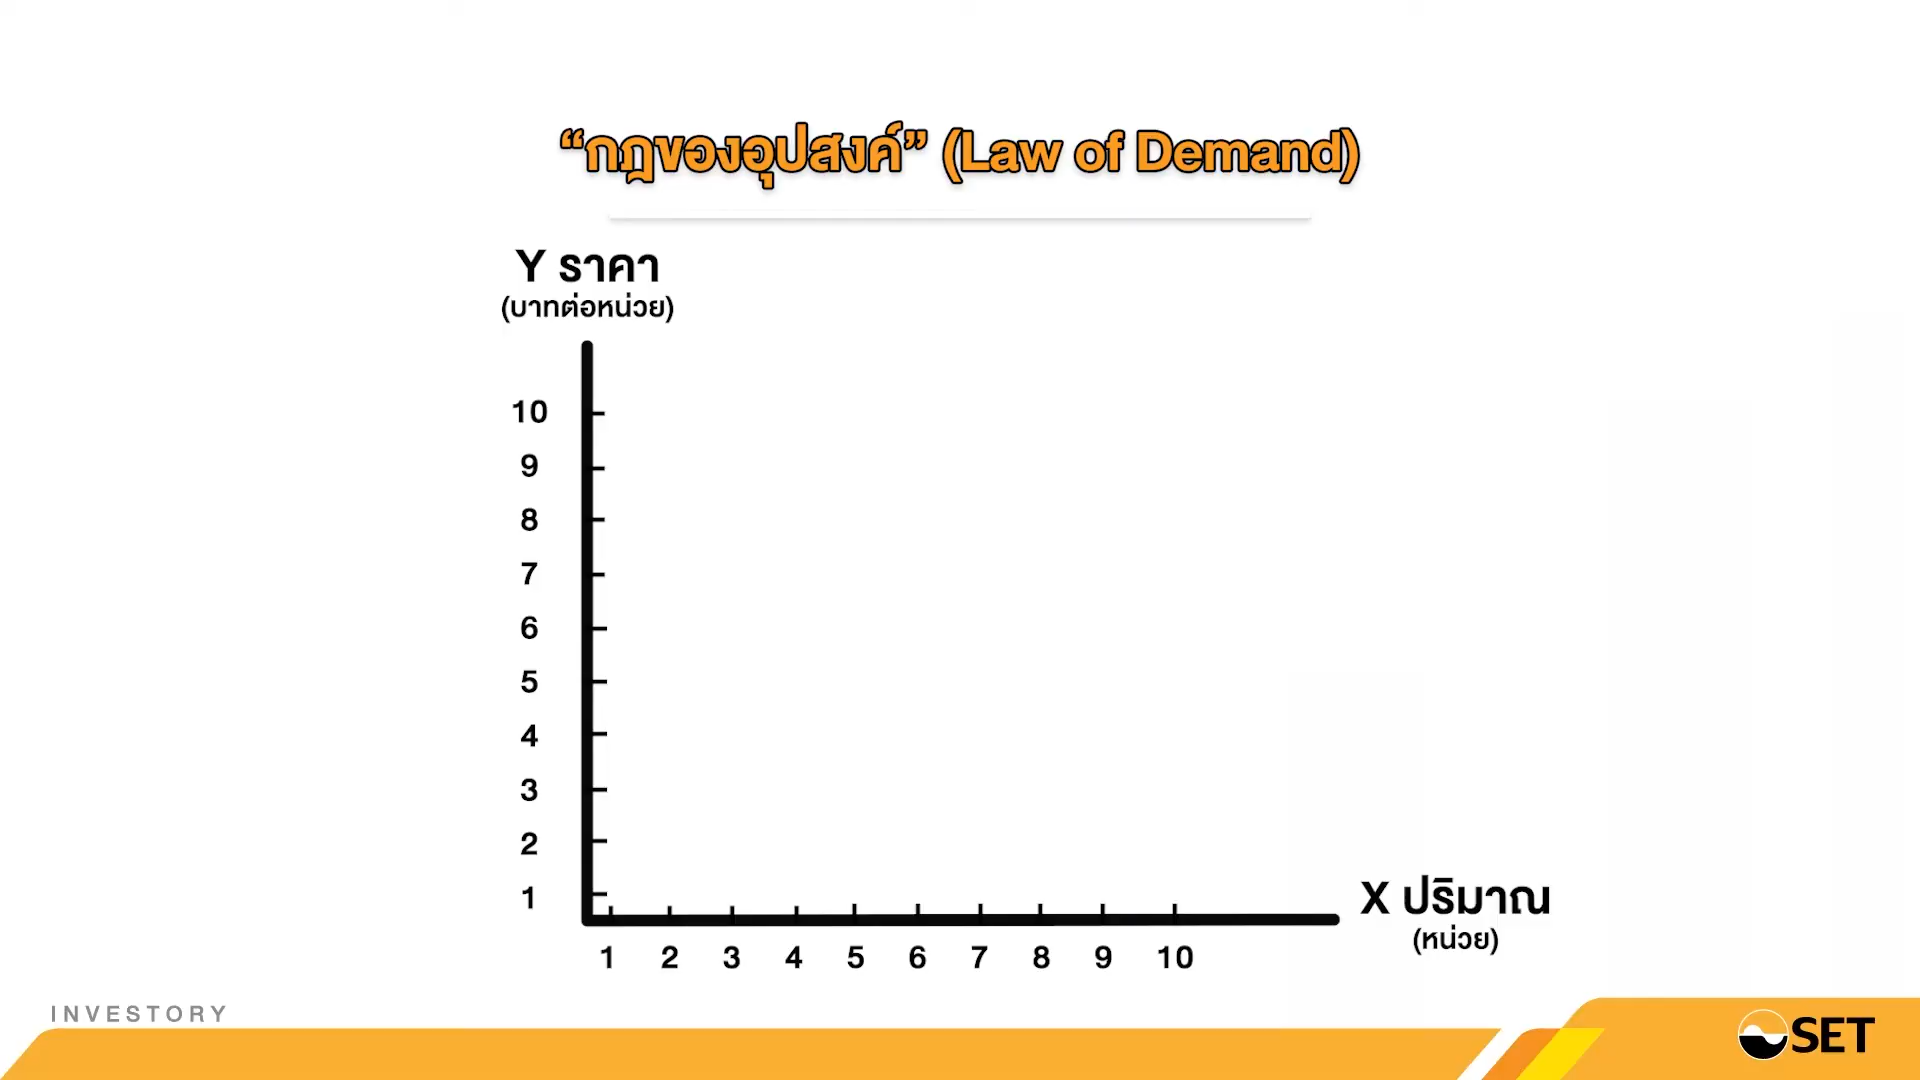 “กฎของอุปสงค์” (Law of Demand)
Y ราคา
(บาทต่อหน่วย)
10
9
8
7
6
5
4
3
2
1
X ปริมาณ
(หน่วย)
1 2 3 4 5 6 7 8 9 10
INVESTORY
SET